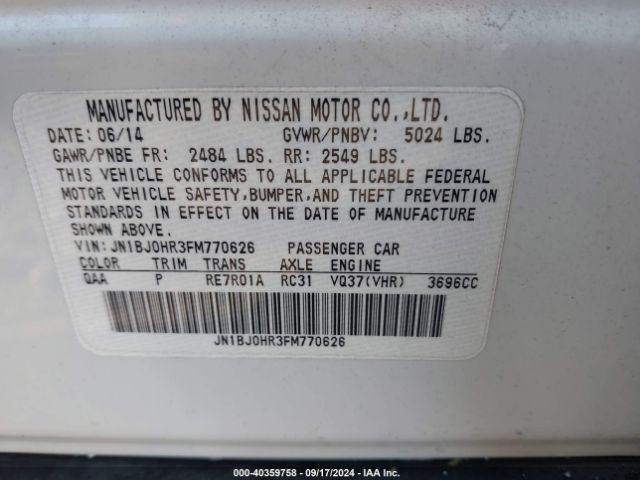 MANUFACTURED BY NISSAN MOTOR CO.,LTD.
DATE: 06/14 GVWR/PNBV: 5024 LBS.
GAWR/PNBE FR: 2484 LBS. RR: 2549 LBS.
THIS VEHICLE CONFORMS TO ALL APPLICABLE FEDERAL
MOTOR VEHICLE SAFETY,BUMPER,AND THEFT PREVENTION
STANDARDS IN EFFECT ON THE DATE OF MANUFACTURE
SHOWN ABOVE.
VIN: JN1BJ0HR3FM770626 PASSENGER CAR
COLOR TRIM TRANS AXLE ENGINE
QAA P RE7R01A RC31 VQ37(VHR) 3696CC
JN1BJ0HR3FM770626
000-40359758 - 09/17/2024 - IAA Inc.